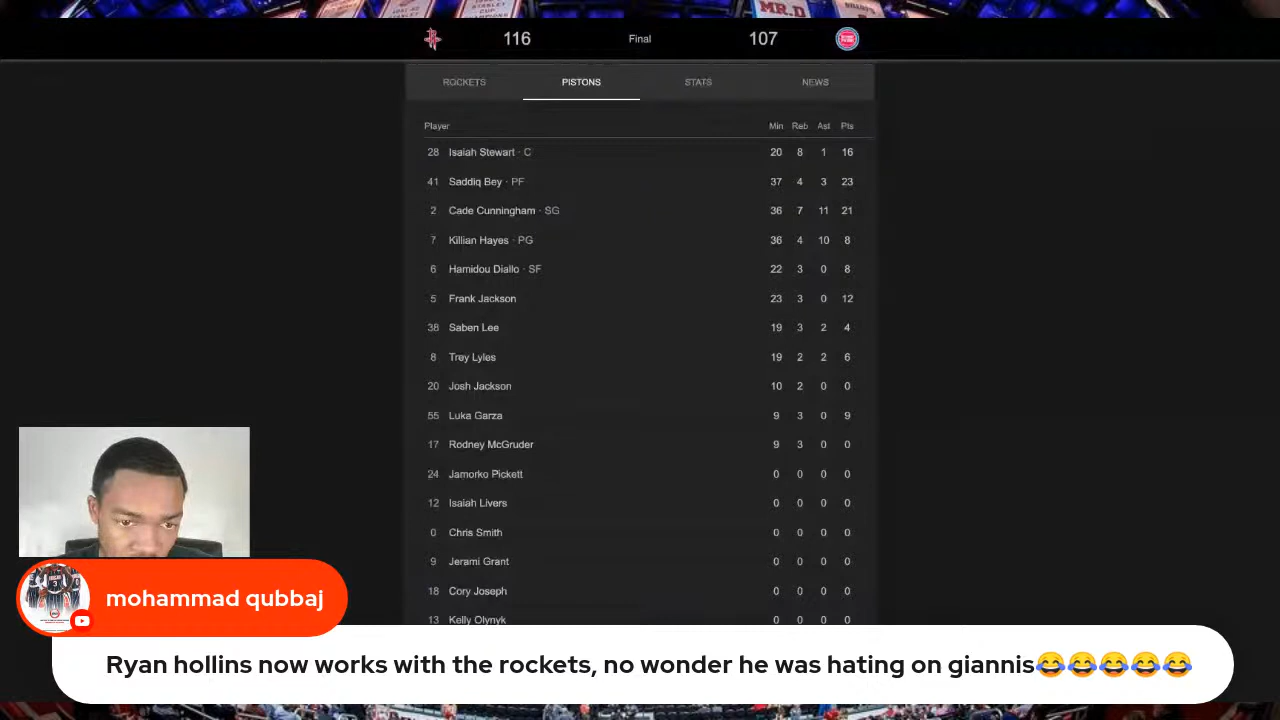 MR.D
116 Final 107
ROCKETS PISTONS STATS NEWS
Player Min Reb Ast Pts
28 Isaiah Stewart · C 20 8 1 16
41 Saddiq Bey · PF 37 4 3 23
2 Cade Cunningham · SG 36 7 11 21
7 Killian Hayes · PG 36 4 10 8
6 Hamidou Diallo · SF 22 3 0 8
5 Frank Jackson 23 3 0 12
38 Saben Lee 19 3 2 4
8 Trey Lyles 19 2 2 6
20 Josh Jackson 10 2 0 0
55 Luka Garza 9 3 0 9
17 Rodney McGruder 9 3 0 0
24 Jamorko Pickett 0 0 0 0
12 Isaiah Livers 0 0 0 0
0 Chris Smith 0 0 0 0
9 Jerami Grant 0 0 0 0
18 Cory Joseph 0 0 0 0
13 Kelly Olynyk 0 0 0 0
mohammad qubbaj
Ryan hollins now works with the rockets, no wonder he was hating on giannis😂😂😂😂😂